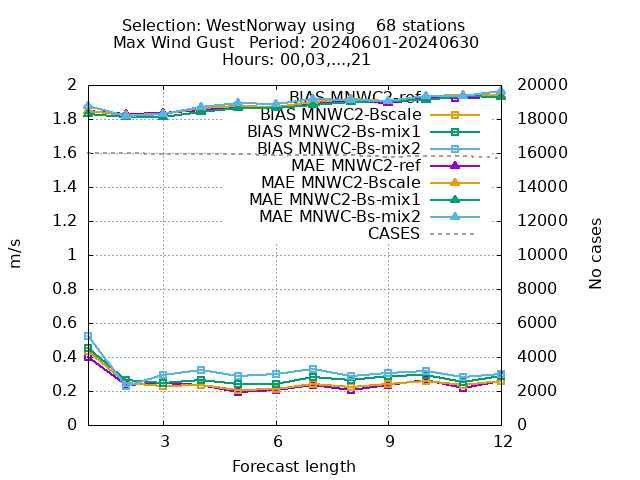 Selection: WestNorway using 68 stations
Max Wind Gust Period: 20240601-20240630
Hours: 00,03,...,21
2
1.8
1.6
1.4
1.2
1
0.8
0.6
0.4
0.2
0
m/s
BIAS MNWC2-ref
BIAS MNWC2-Bscale
BIAS MNWC2-Bs-mix1
BIAS MNWC-Bs-mix2
MAE MNWC2-ref
MAE MNWC2-Bscale
MAE MNWC2-Bs-mix1
MAE MNWC-Bs-mix2
CASES
20000
18000
16000
14000
12000
10000
8000
6000
4000
2000
0
No cases
3 6 9 12
Forecast length